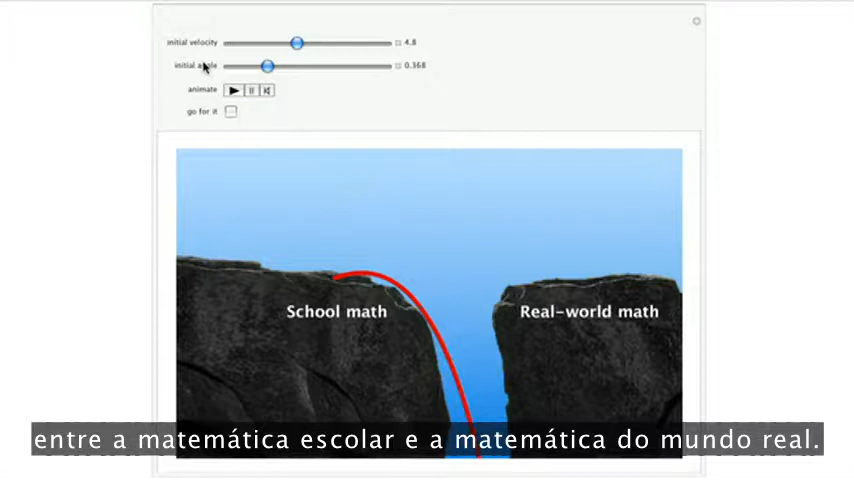 initial velocity 4.8
initial angle 0.368
animate
go for it
School math
Real-world math
entre a matemática escolar e a matemática do mundo real.